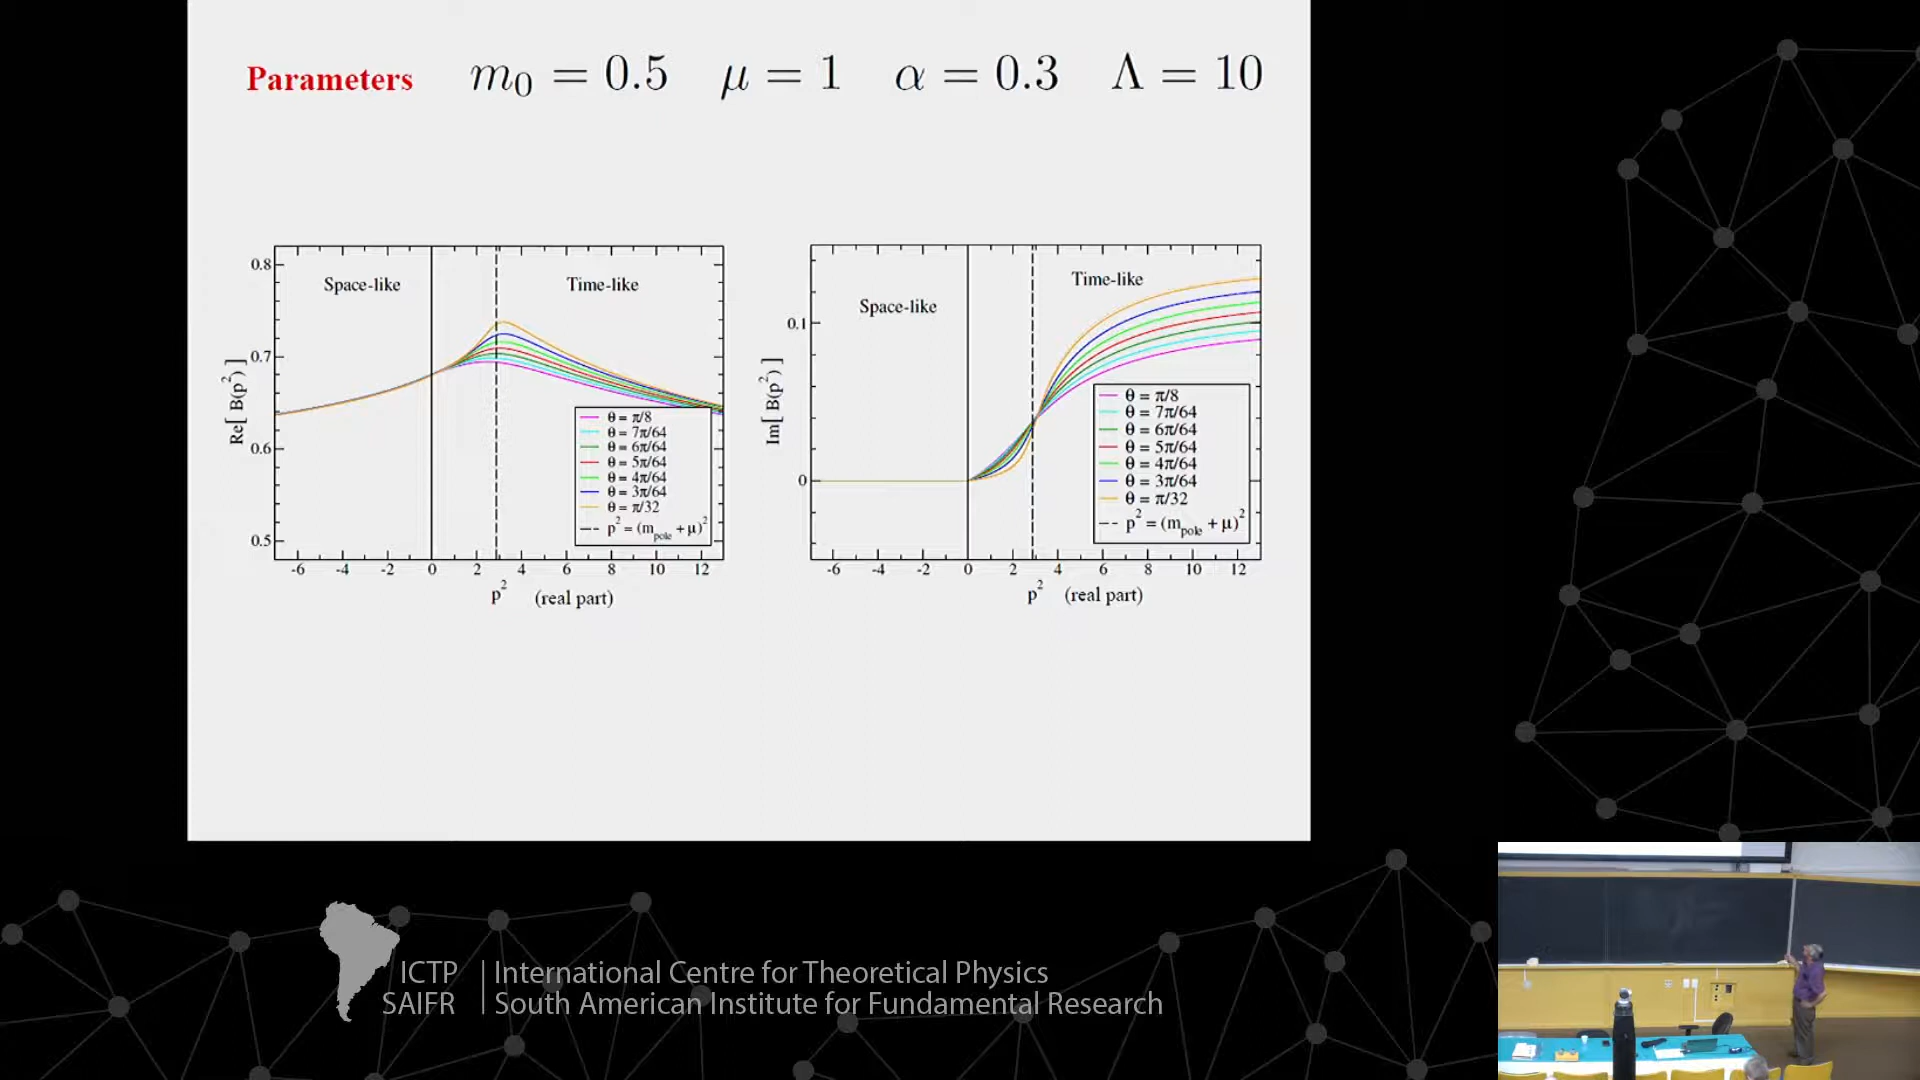 Parameters m₀ = 0.5 μ = 1 α = 0.3 Λ = 10
0.8
0.7
0.6
0.5
Re[ B(p²) ]
Space-like
Time-like
θ = π/8
θ = 7π/64
θ = 6π/64
θ = 5π/64
θ = 4π/64
θ = 3π/64
θ = π/32
p² = (m_pole + μ)²
-6 -4 -2 0 2 4 6 8 10 12
p² (real part)
0.1
0
Im[ B(p²) ]
Space-like
Time-like
θ = π/8
θ = 7π/64
θ = 6π/64
θ = 5π/64
θ = 4π/64
θ = 3π/64
θ = π/32
p² = (m_pole + μ)²
-6 -4 -2 0 2 4 6 8 10 12
p² (real part)
ICTP | International Centre for Theoretical Physics
SAIFR | South American Institute for Fundamental Research